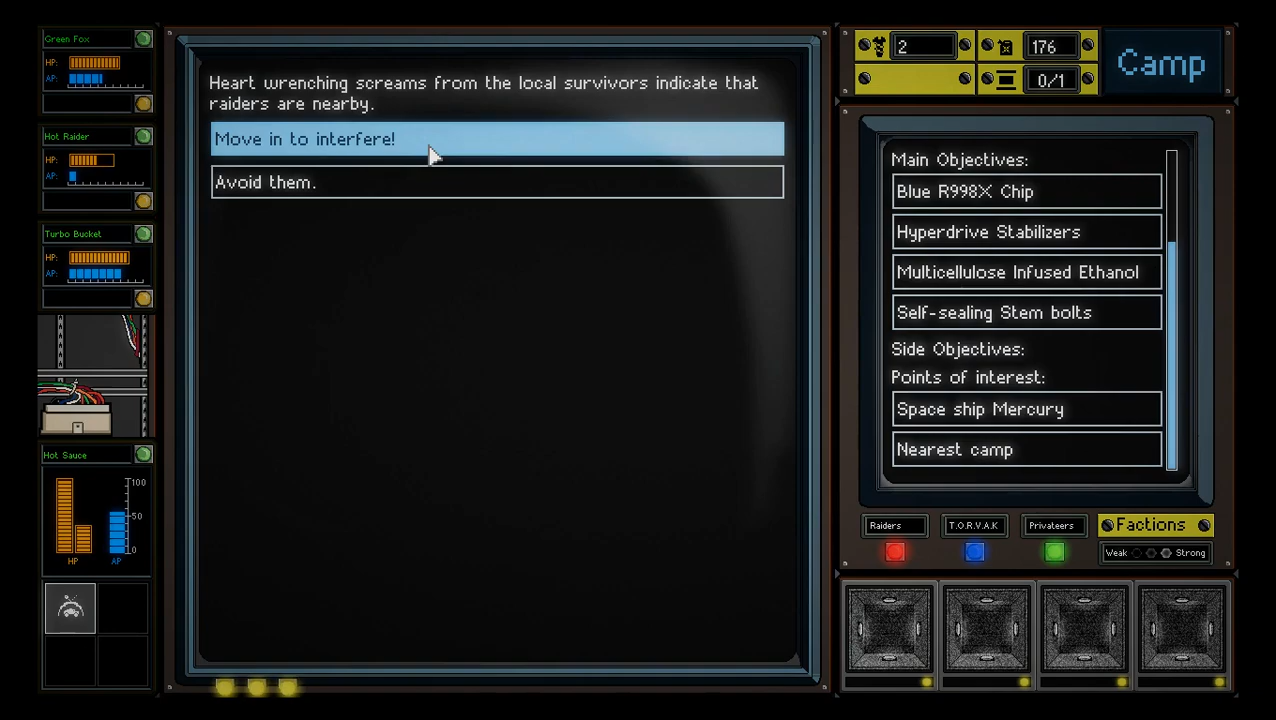 Green Fox
HP:
AP:
Hot Raider
HP:
AP:
Turbo Bucket
HP:
AP:
Hot Sauce
100
50
0
HP
AP
Heart wrenching screams from the local survivors indicate that
raiders are nearby.
Move in to interfere!
Avoid them.
2
176
0/1
Camp
Main Objectives:
Blue R998X Chip
Hyperdrive Stabilizers
Multicellulose Infused Ethanol
Self-sealing Stem bolts
Side Objectives:
Points of interest:
Space ship Mercury
Nearest camp
Raiders
T.O.R.V.A.K
Privateers
Factions
Weak
Strong